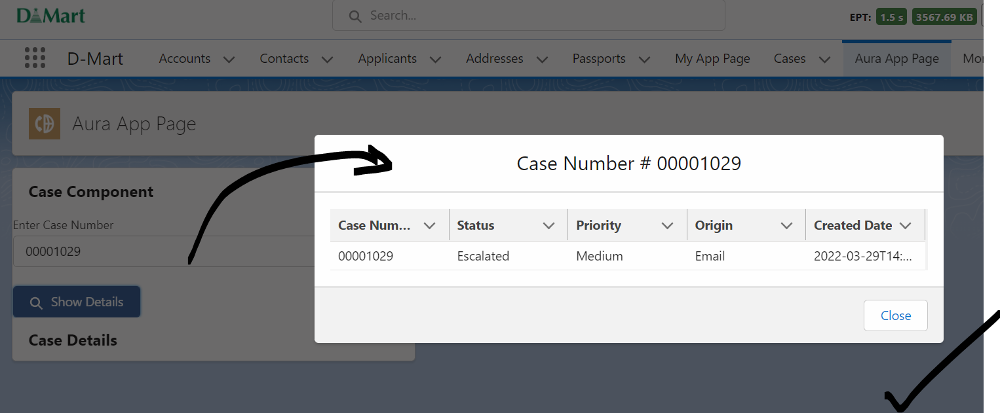 D Mart
Search...
EPT: 1.5 s 3567.69 KB
D-Mart Accounts Contacts Applicants Addresses Passports My App Page Cases Aura App Page
Aura App Page
Case Number # 00001029
Case Component
Enter Case Number
00001029
Case Num... Status Priority Origin Created Date
00001029 Escalated Medium Email 2022-03-29T14:...
Show Details
Close
Case Details